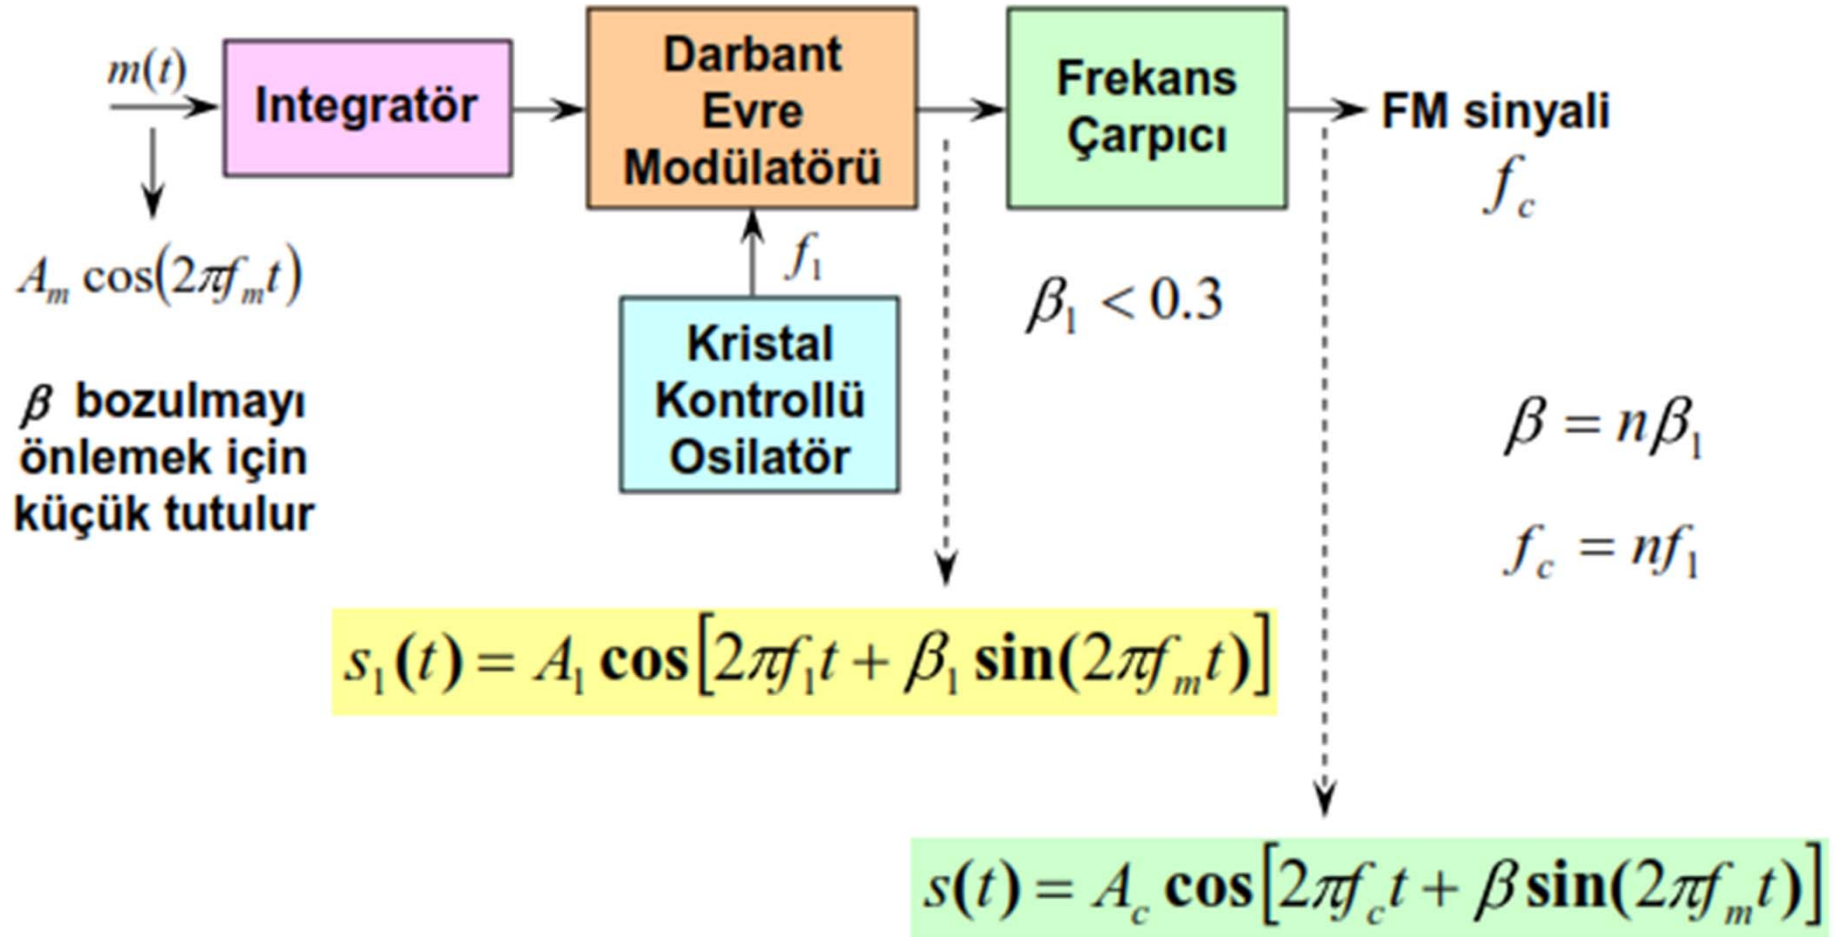 m(t)
Integratör
Darbant
Evre
Modülatörü
Frekans
Çarpıcı
FM sinyali
f_c
A_m cos(2πf_m t)
f_1
β_1 < 0.3
Kristal
Kontrollü
Osilatör
β bozulmayı
önlemek için
küçük tutulur
β = nβ_1
f_c = nf_1
s_1(t) = A_1 cos[2πf_1 t + β_1 sin(2πf_m t)]
s(t) = A_c cos[2πf_c t + β sin(2πf_m t)]